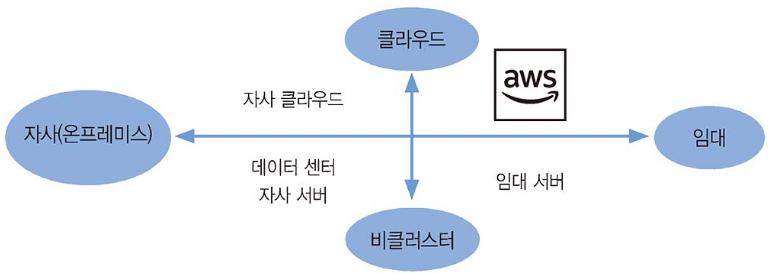 클라우드
aws
자사 클라우드
자사(온프레미스)
임대
데이터 센터
자사 서버
임대 서버
비클러스터